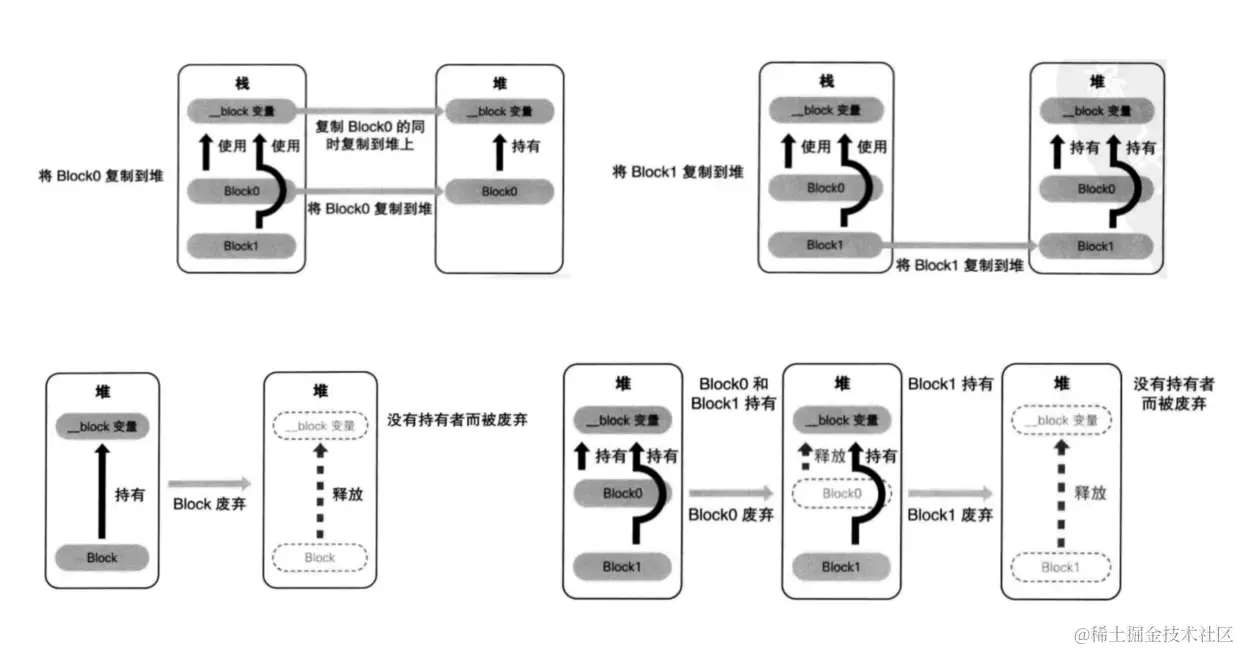 将 Block0 复制到堆
栈
__block 变量
使用
使用
Block0
Block1
复制 Block0 的同
时复制到堆上
将 Block0 复制到堆
堆
__block 变量
持有
Block0
将 Block1 复制到堆
栈
__block 变量
使用
使用
Block0
Block1
将 Block1 复制到堆
堆
__block 变量
持有
持有
Block0
Block1
堆
__block 变量
持有
Block
Block 废弃
堆
__block 变量
释放
Block
没有持有者而被废弃
堆
__block 变量
持有
持有
Block0
Block1
Block0 和
Block1 持有
Block0 废弃
堆
__block 变量
释放
持有
Block0
Block1
Block1 持有
Block1 废弃
堆
__block 变量
释放
Block1
没有持有者
而被废弃
@稀土掘金技术社区